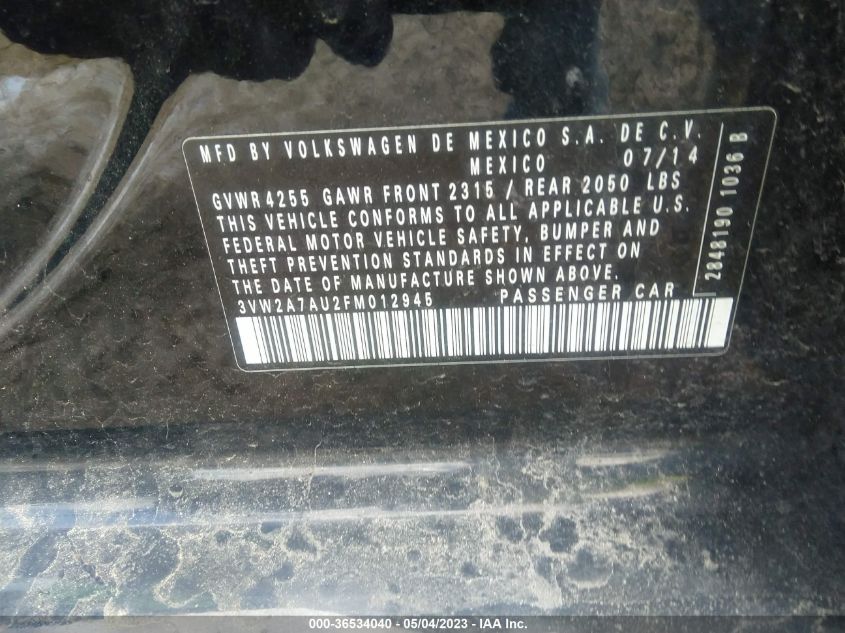 MFD BY VOLKSWAGEN DE MEXICO S.A. DE C.V.
MEXICO 07/14
GVWR 4255 GAWR FRONT 2315 / REAR 2050 LBS
THIS VEHICLE CONFORMS TO ALL APPLICABLE U.S.
FEDERAL MOTOR VEHICLE SAFETY, BUMPER AND
THEFT PREVENTION STANDARDS IN EFFECT ON
THE DATE OF MANUFACTURE SHOWN ABOVE.
3VW2A7AU2FM012945 PASSENGER CAR
2848190 1036 B
000-36534040 - 05/04/2023 - IAA Inc.